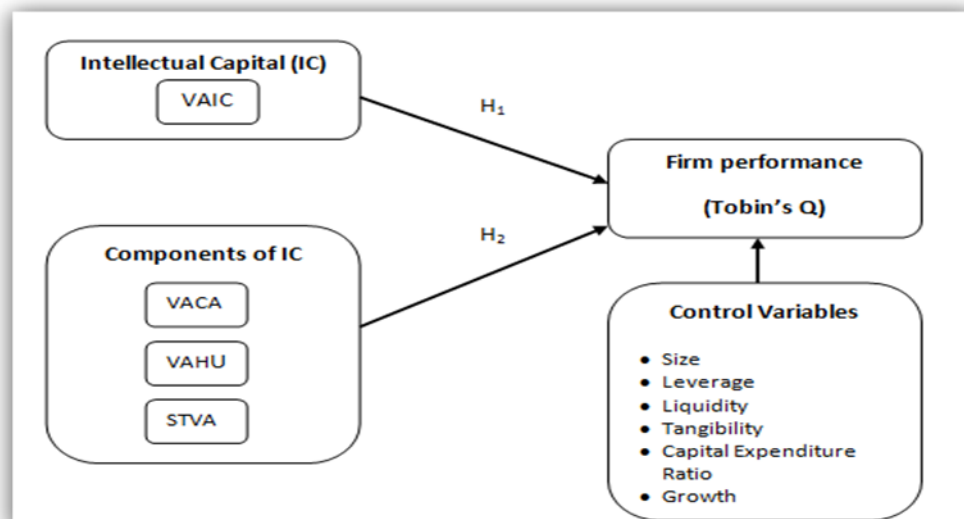 Intellectual Capital (IC)
VAIC
H₁
Firm performance
(Tobin's Q)
H₂
Components of IC
VACA
VAHU
STVA
Control Variables
• Size
• Leverage
• Liquidity
• Tangibility
• Capital Expenditure
Ratio
• Growth